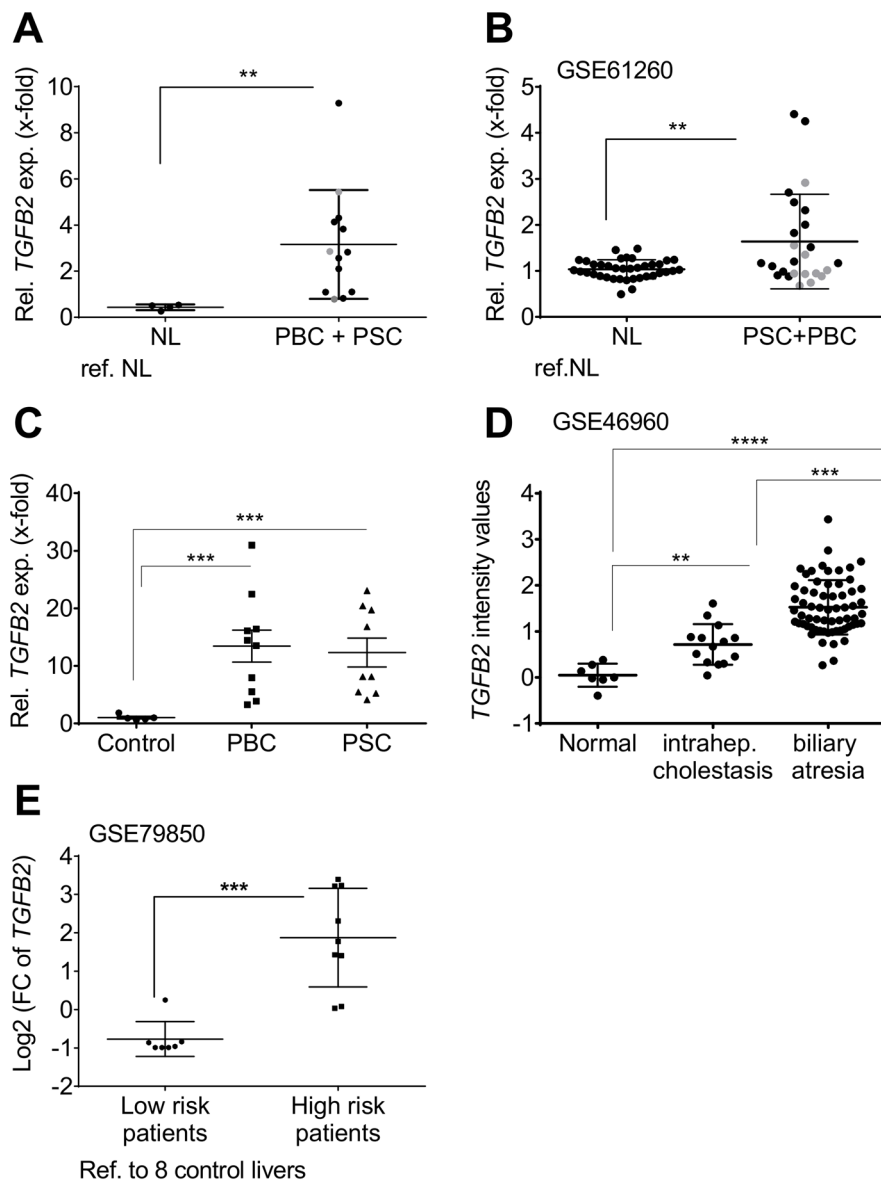 A
Rel. TGFB2 exp. (x-fold)
10
8
6
4
2
0
**
NL
PBC + PSC
ref. NL
B
GSE61260
Rel. TGFB2 exp. (x-fold)
5
4
3
2
1
0
**
NL
PSC+PBC
ref.NL
C
Rel. TGFB2 exp. (x-fold)
40
30
20
10
0
***
***
Control
PBC
PSC
D
GSE46960
TGFB2 intensity values
4
3
2
1
0
-1
****
***
**
Normal
intrahep.
cholestasis
biliary
atresia
E
GSE79850
Log2 (FC of TGFB2)
4
3
2
1
0
-1
-2
***
Low risk
patients
High risk
patients
Ref. to 8 control livers